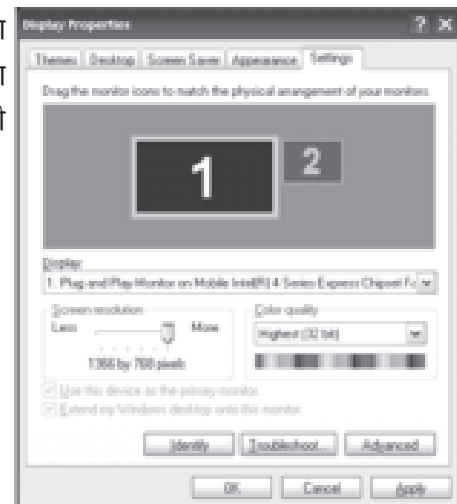 Display Properties
Themes Desktop Screen Saver Appearance Settings
Drag the monitor icons to match the physical arrangement of your monitors.
1 2
Display:
1. Plug and Play Monitor on Mobile Intel(R) 4 Series Express Chipset Fa
Screen resolution
Less More
1366 by 768 pixels
Color quality
Highest (32 bit)
Use this device as the primary monitor.
Extend my Windows desktop onto this monitor.
Identify Troubleshoot... Advanced
OK Cancel Apply